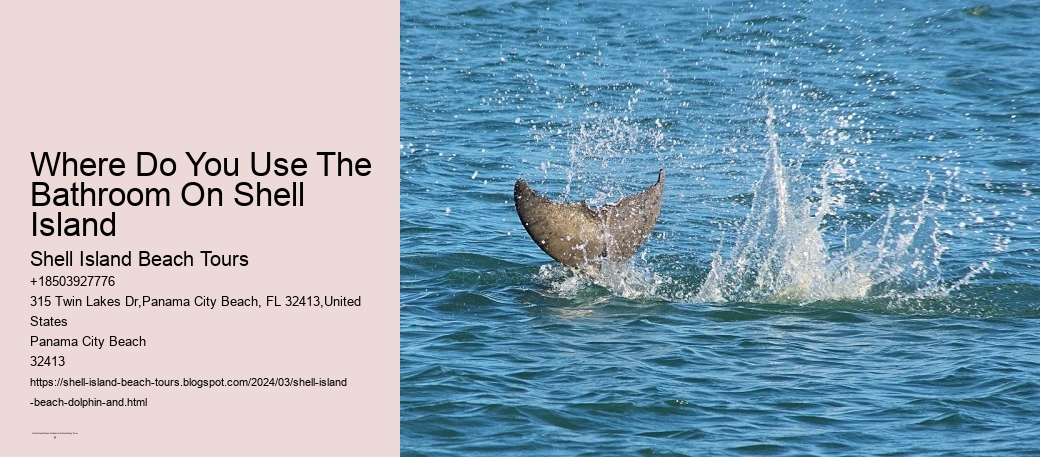 Where Do You Use The
Bathroom On Shell
Island
Shell Island Beach Tours
+18503927776
315 Twin Lakes Dr,Panama City Beach, FL 32413,United
States
Panama City Beach
32413
https://shell-island-beach-tours.blogspot.com/2024/03/shell-island
-beach-dolphin-and.html